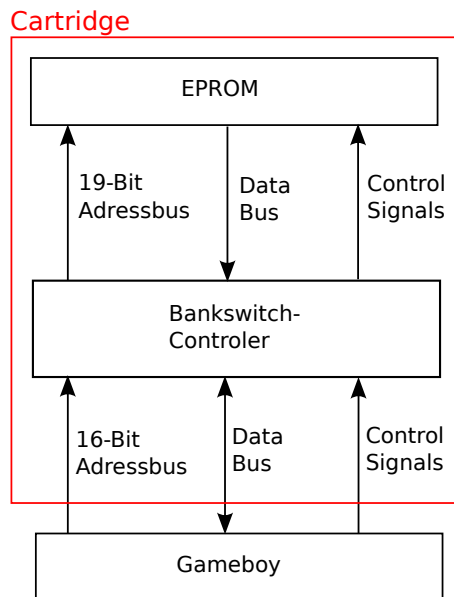 Cartridge
EPROM
19-Bit
Adressbus
Data
Bus
Control
Signals
Bankswitch-
Controler
16-Bit
Adressbus
Data
Bus
Control
Signals
Gameboy